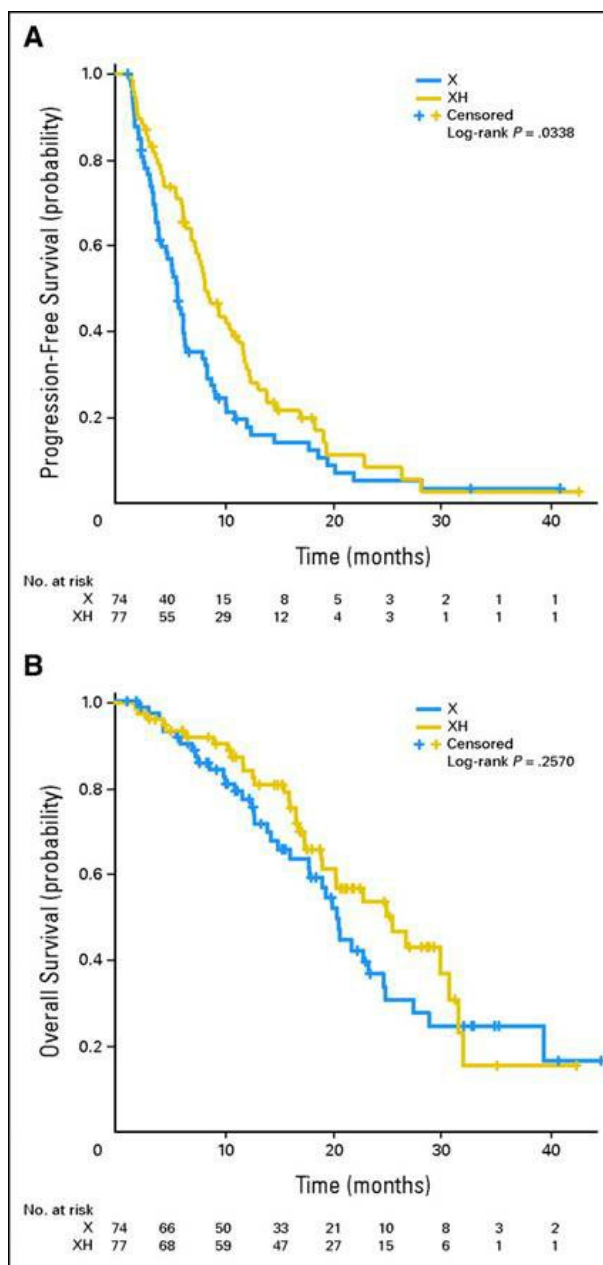 A
1.0
0.8
0.6
0.4
0.2
0
10
20
30
40
Progression-Free Survival (probability)
Time (months)
X
XH
Censored
Log-rank P = .0338
No. at risk
X 74 40 15 8 5 3 2 1 1
XH 77 55 29 12 4 3 1 1 1
B
1.0
0.8
0.6
0.4
0.2
0
10
20
30
40
Overall Survival (probability)
Time (months)
X
XH
Censored
Log-rank P = .2570
No. at risk
X 74 66 50 33 21 10 8 3 2
XH 77 68 59 47 27 15 6 1 1